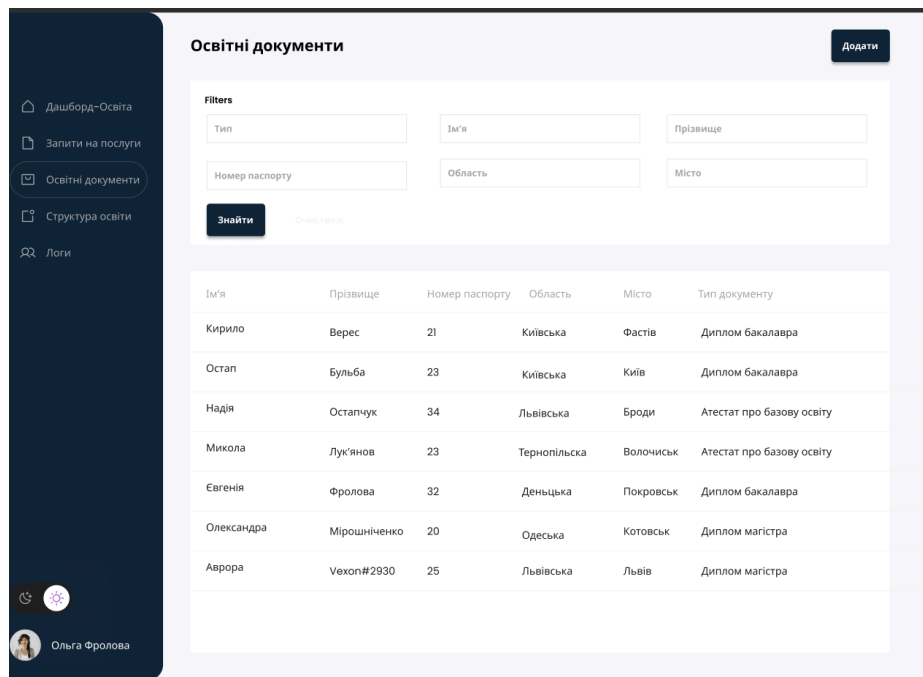 Освітні документи
Додати
Дашборд-Освіта
Запити на послуги
Освітні документи
Структура освіти
Логи
Filters
Тип Ім'я Прізвище
Номер паспорту Область Місто
Знайти Очистити
Ім'я Прізвище Номер паспорту Область Місто Тип документу
Кирило Верес 21 Київська Фастів Диплом бакалавра
Остап Бульба 23 Київська Київ Диплом бакалавра
Надія Остапчук 34 Львівська Броди Атестат про базову освіту
Микола Лук'янов 23 Тернопільска Волочиськ Атестат про базову освіту
Євгенія Фролова 32 Деньцька Покровськ Диплом бакалавра
Олександра Мірошніченко 20 Одеська Котовськ Диплом магістра
Аврора Vexon#2930 25 Львівська Львів Диплом магістра
Ольга Фролова